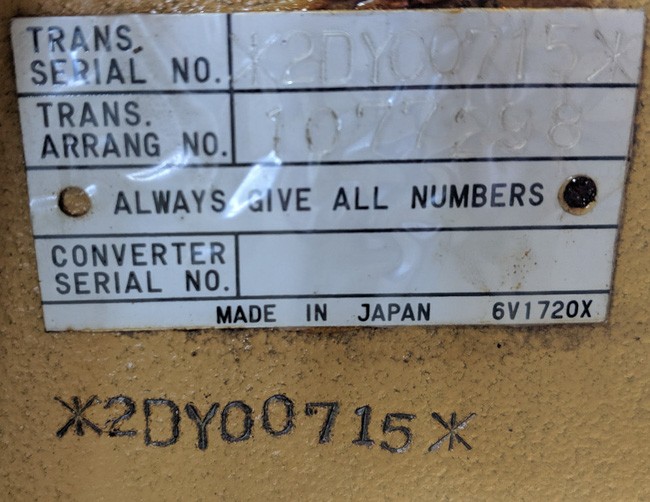 TRANS.
SERIAL NO. *2DY00715*
TRANS.
ARRANG NO. 1077298
ALWAYS GIVE ALL NUMBERS
CONVERTER
SERIAL NO.
MADE IN JAPAN 6V1720X
*2DY00715*